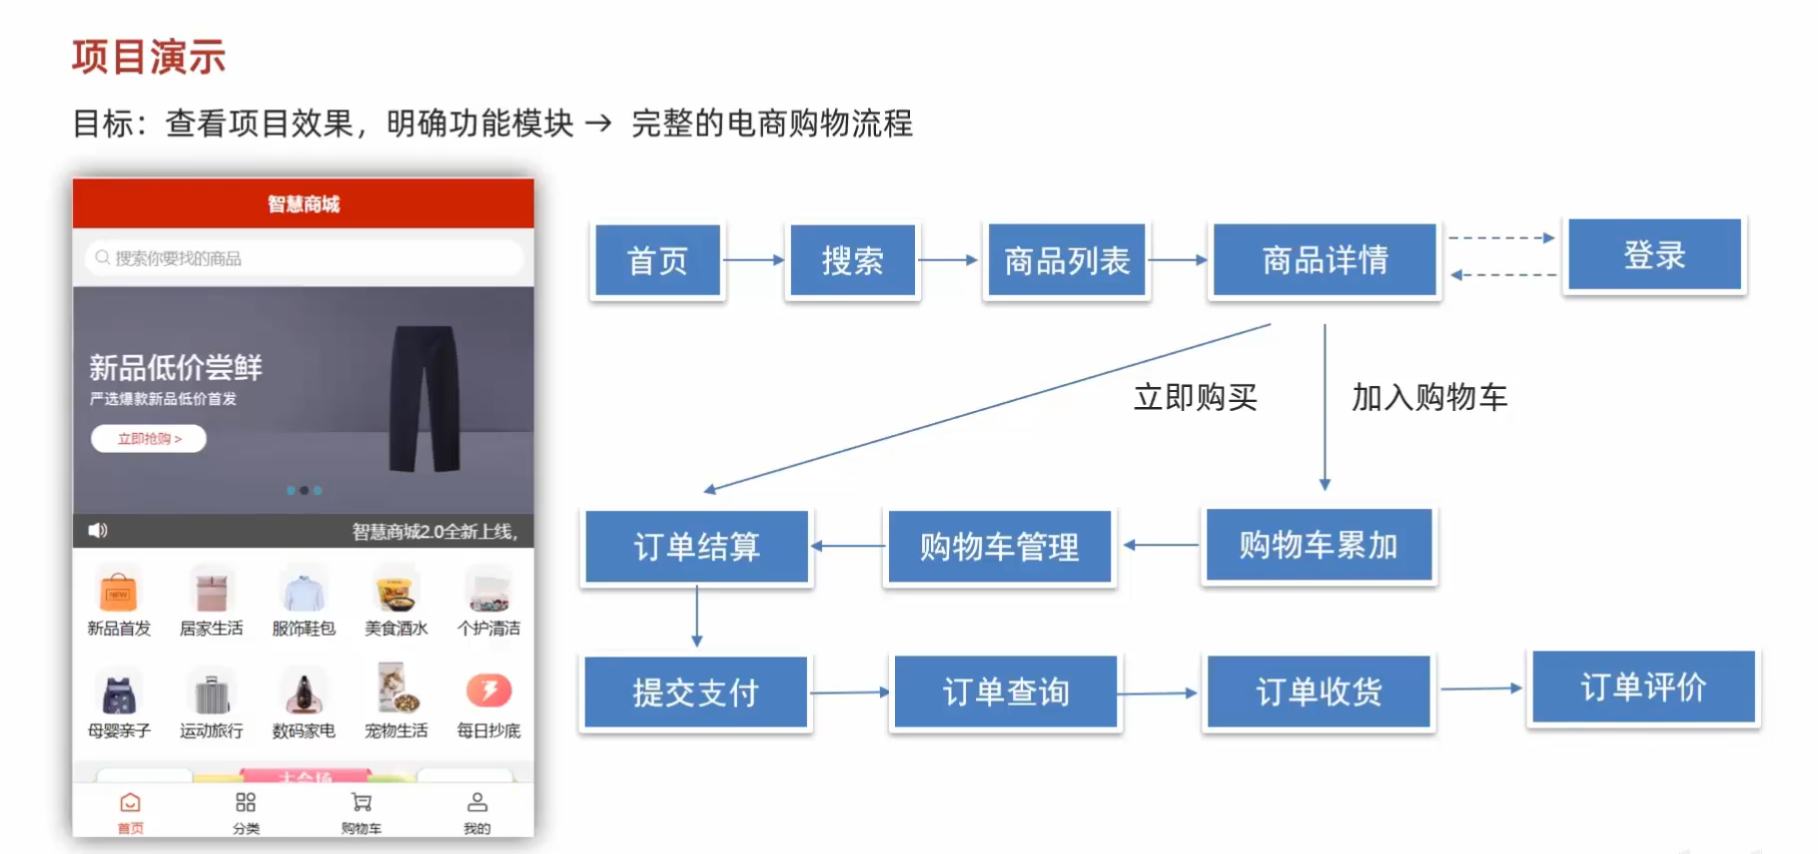 项目演示
目标：查看项目效果，明确功能模块 → 完整的电商购物流程
智慧商城
搜索你要找的商品
新品低价尝鲜
严选爆款新品低价首发
立即抢购 >
智慧商城2.0全新上线，
NEW
新品首发 居家生活 服饰鞋包 美食酒水 个护清洁
母婴亲子 运动旅行 数码家电 宠物生活 每日抄底
首页 分类 购物车 我的
首页 搜索 商品列表 商品详情 登录
立即购买 加入购物车
订单结算 购物车管理 购物车累加
提交支付 订单查询 订单收货 订单评价